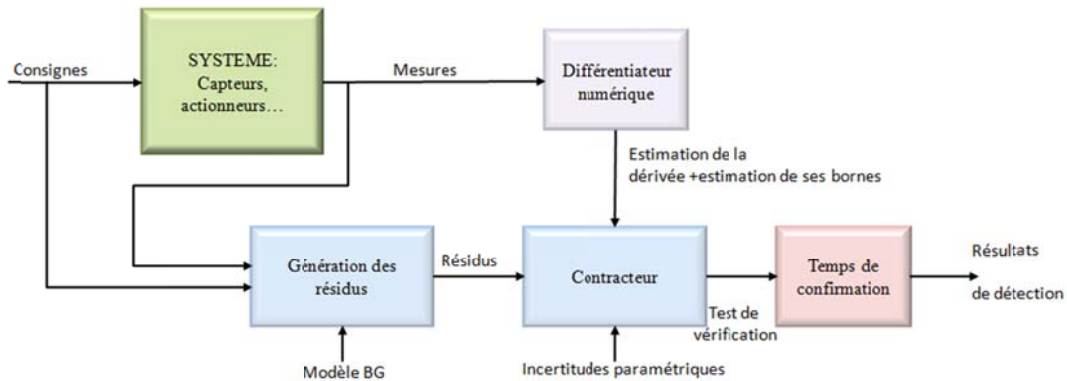 Consignes
SYSTEME:
Capteurs,
actionneurs...
Mesures
Différentiateur
numérique
Estimation de la
dérivée +estimation de ses bornes
Génération des
résidus
Résidus
Contracteur
Test de
vérification
Temps de
confirmation
Résultats
de détection
Modèle BG
Incertitudes paramétriques